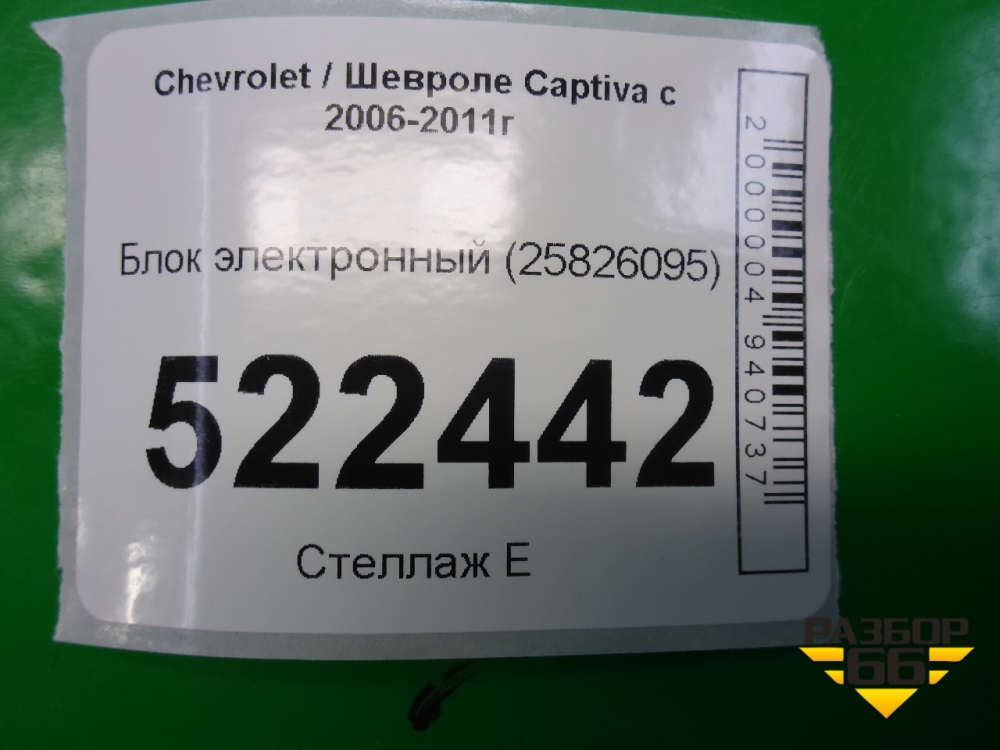 Chevrolet / Шевроле Captiva с
2006-2011г
Блок электронный (25826095)
522442
Стеллаж Е
2 000004 940737
РАЗБОР
66